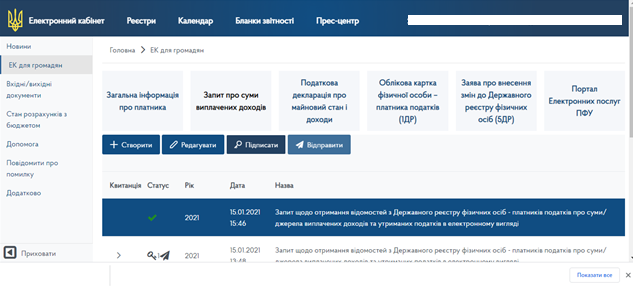 Електронний кабінет Реєстри Календар Бланки звітності Прес-центр
Новини
ЕК для громадян
Вхідні/вихідні
документи
Стан розрахунків з
бюджетом
Допомога
Повідомити про
помилку
Додатково
Приховати
Головна > ЕК для громадян
Загальна інформація
про платника
Запит про суми
виплачених доходів
Податкова
декларація про
майновий стан і
доходи
Облікова картка
фізичної особи –
платника податків
(1ДР)
Заява про внесення
змін до Державного
реєстру фізичних
осіб (5ДР)
Портал
Електронних послуг
ПФУ
Створити Редагувати Підписати Відправити
Квитанція Статус Рік Дата Назва
2021 15.01.2021 Запит щодо отримання відомостей з Державного реєстру фізичних осіб - платників податків про суми/
15:46 джерела виплачених доходів та утриманих податків в електронному вигляді
2021 15.01.2021 Запит щодо отримання відомостей з Державного реєстру фізичних осіб - платників податків про суми/
13:48 джерела виплачених доходів та утриманих податків в електронному вигляді
Показати все